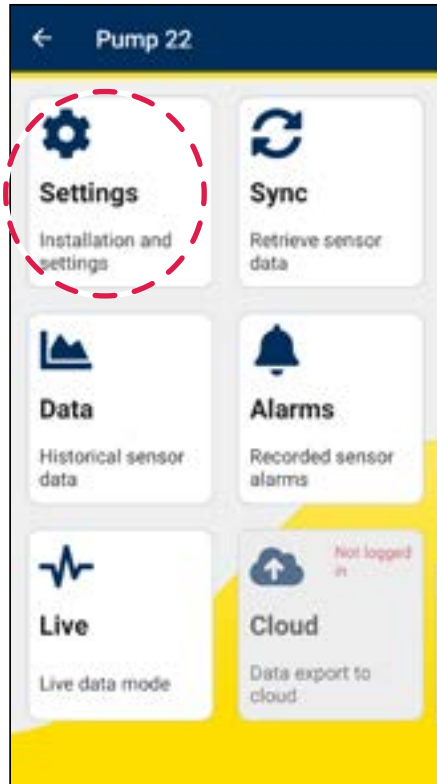 Pump 22
Settings
Installation and
settings
Sync
Retrieve sensor
data
Data
Historical sensor
data
Alarms
Recorded sensor
alarms
Live
Live data mode
Not logged
in
Cloud
Data export to
cloud